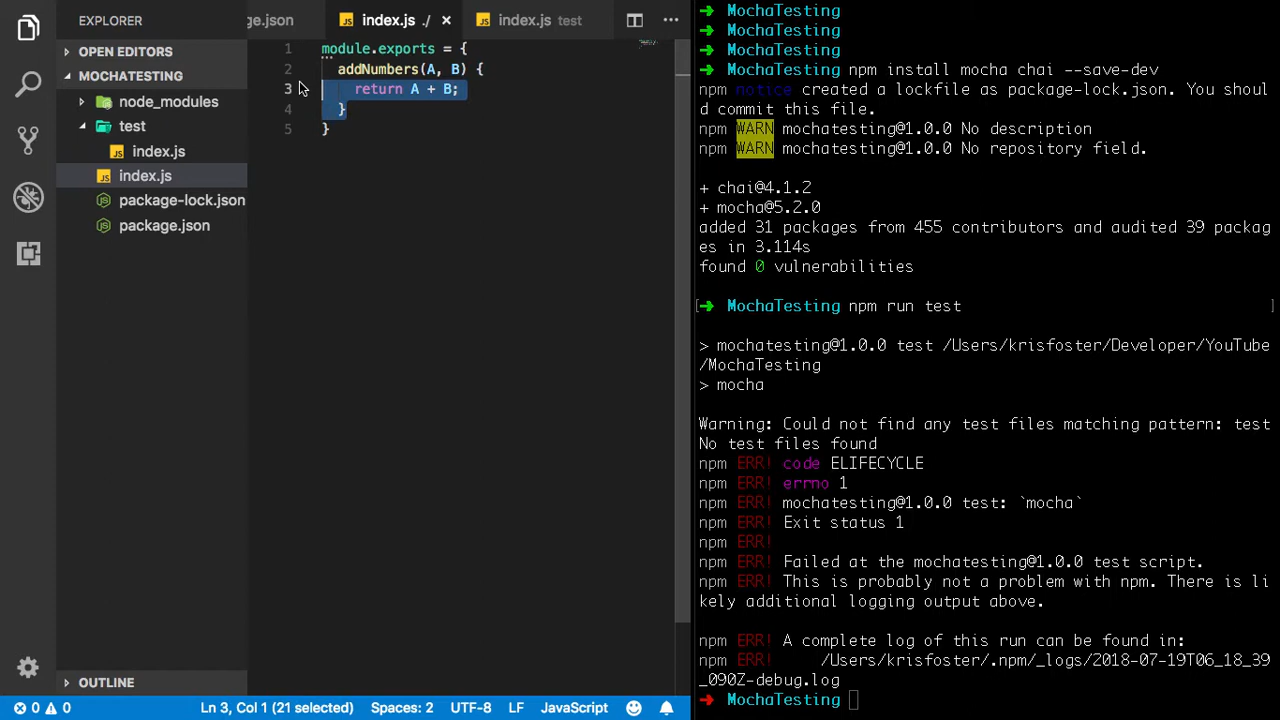 EXPLORER
OPEN EDITORS
MOCHATESTING
node_modules
test
index.js
index.js
package-lock.json
package.json
OUTLINE
ge.json
index.js ./
index.js test
1 module.exports = {
2 addNumbers(A, B) {
3 return A + B;
4 }
5 }
0 0
Ln 3, Col 1 (21 selected)
Spaces: 2
UTF-8
LF
JavaScript
MochaTesting
MochaTesting
MochaTesting
MochaTesting npm install mocha chai --save-dev
npm notice created a lockfile as package-lock.json. You shoul
d commit this file.
npm WARN mochatesting@1.0.0 No description
npm WARN mochatesting@1.0.0 No repository field.
+ chai@4.1.2
+ mocha@5.2.0
added 31 packages from 455 contributors and audited 39 packag
es in 3.114s
found 0 vulnerabilities
[ MochaTesting npm run test ]
> mochatesting@1.0.0 test /Users/krisfoster/Developer/YouTube
/MochaTesting
> mocha
Warning: Could not find any test files matching pattern: test
No test files found
npm ERR! code ELIFECYCLE
npm ERR! errno 1
npm ERR! mochatesting@1.0.0 test: `mocha`
npm ERR! Exit status 1
npm ERR!
npm ERR! Failed at the mochatesting@1.0.0 test script.
npm ERR! This is probably not a problem with npm. There is li
kely additional logging output above.
npm ERR! A complete log of this run can be found in:
npm ERR! /Users/krisfoster/.npm/_logs/2018-07-19T06_18_39
_090Z-debug.log
MochaTesting